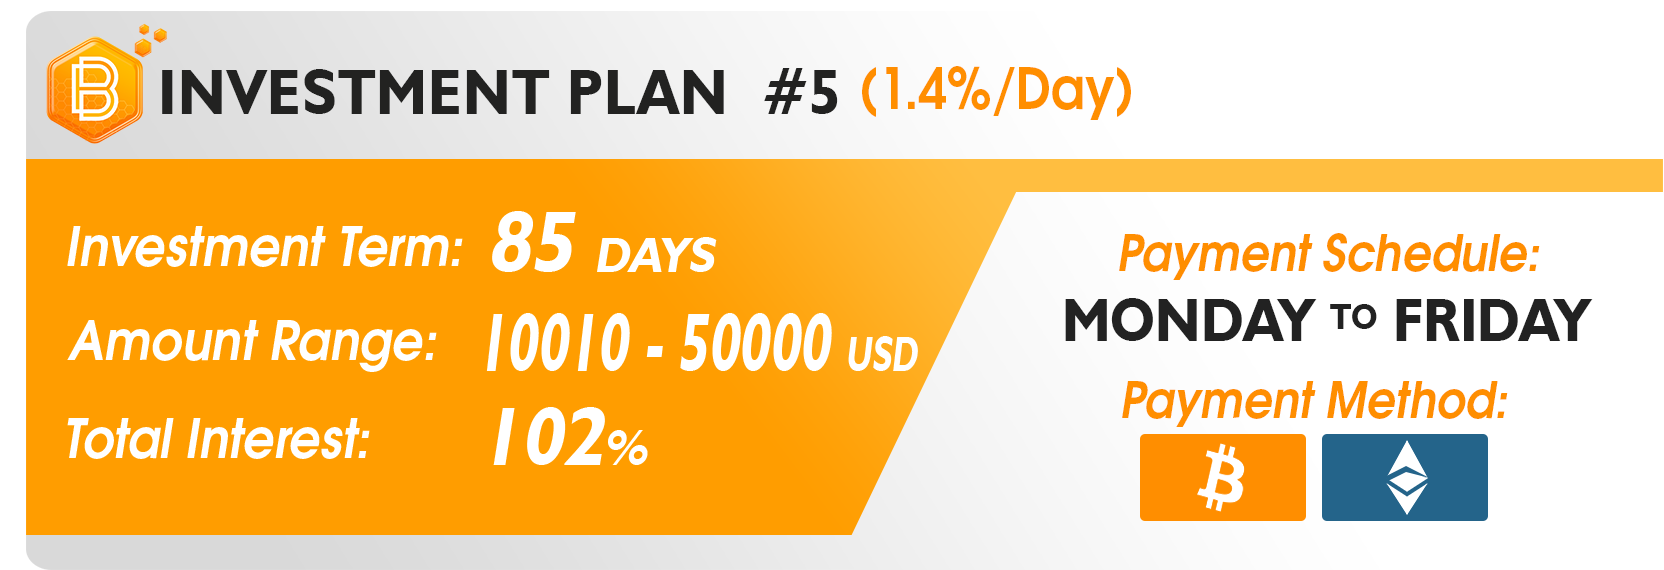 B
INVESTMENT PLAN #5 (1.4%/Day)
Investment Term: 85 DAYS
Amount Range: 10010 - 50000 USD
Total Interest: 102%
Payment Schedule:
MONDAY TO FRIDAY
Payment Method: